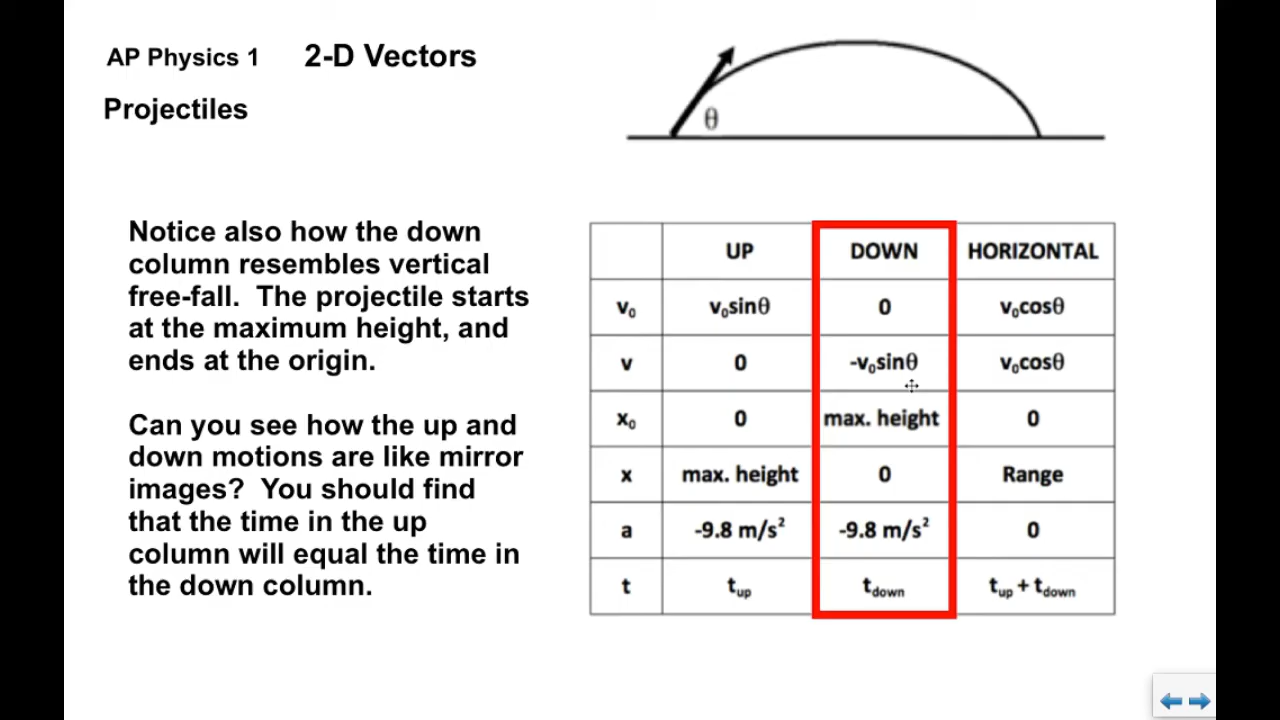 AP Physics 1 2-D Vectors
Projectiles
θ
Notice also how the down
column resembles vertical
free-fall. The projectile starts
at the maximum height, and
ends at the origin.
Can you see how the up and
down motions are like mirror
images? You should find
that the time in the up
column will equal the time in
the down column.
UP DOWN HORIZONTAL
v₀ v₀sinθ 0 v₀cosθ
v 0 -v₀sinθ v₀cosθ
x₀ 0 max. height 0
x max. height 0 Range
a -9.8 m/s² -9.8 m/s² 0
t t_up t_down t_up + t_down